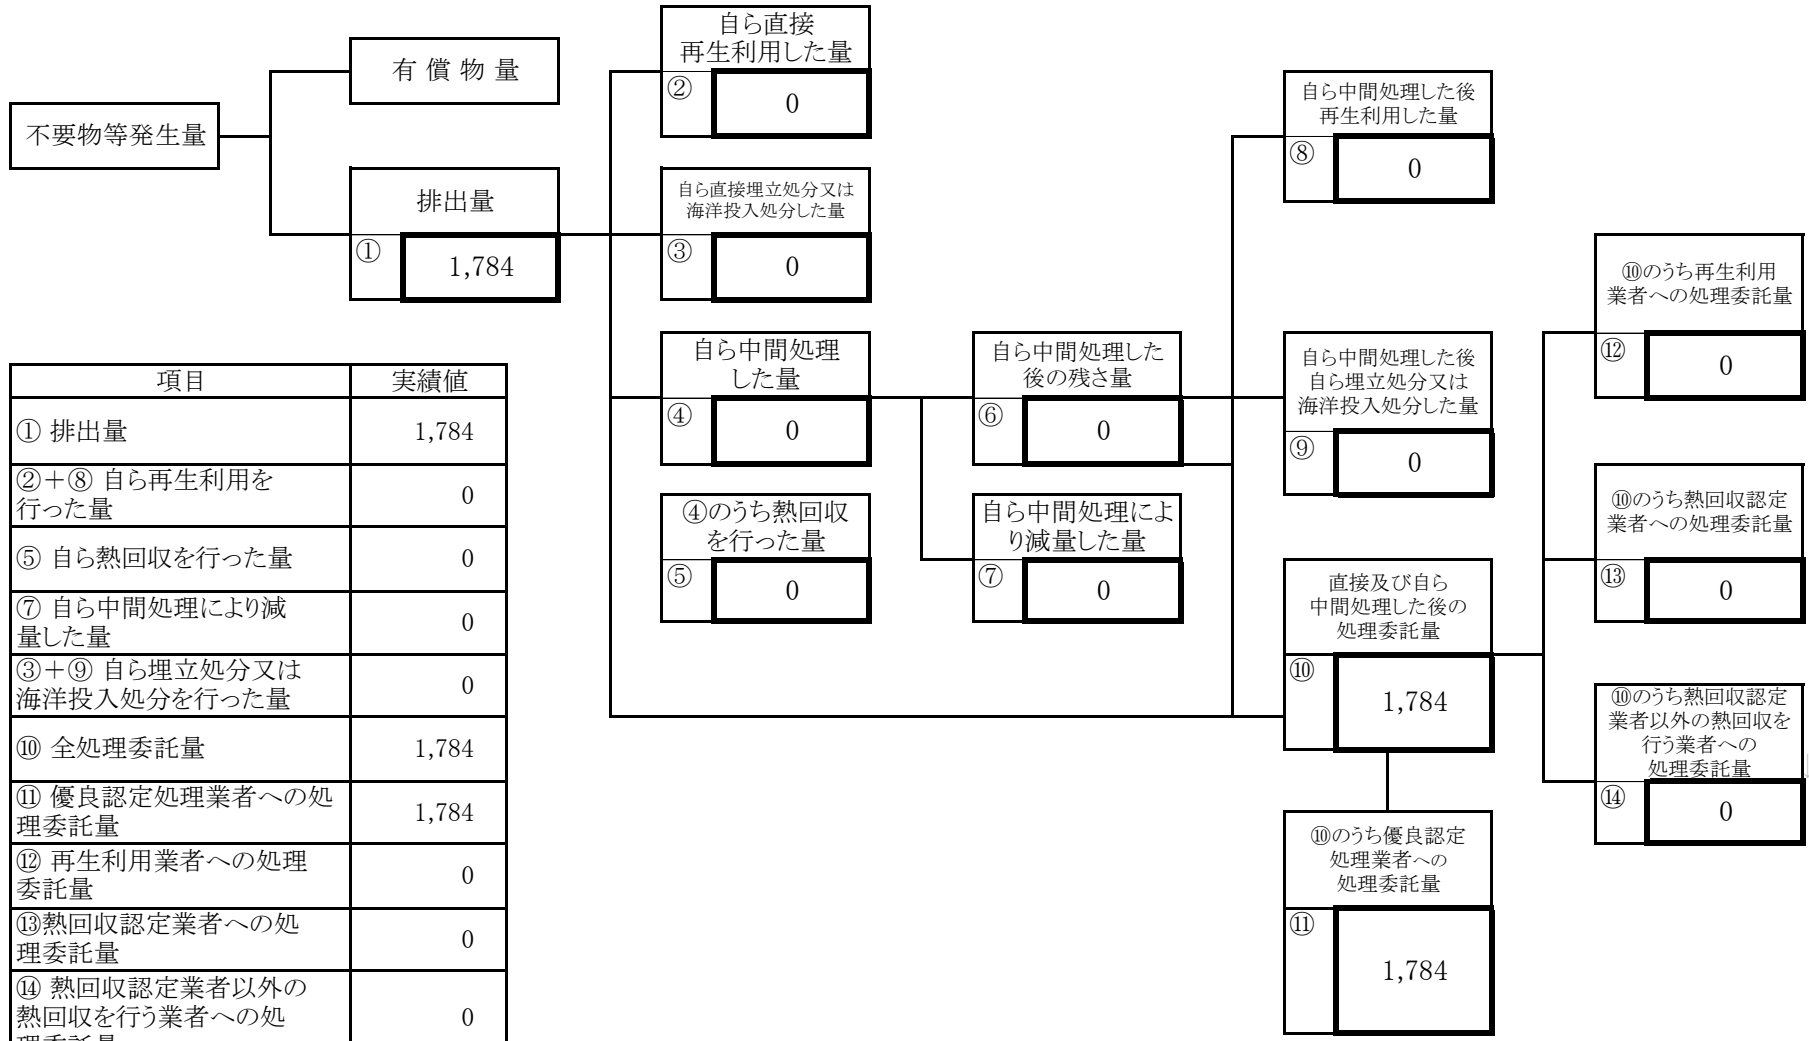 不要物等発生量
有 償 物 量
排出量
①
1,784
自ら直接
再生利用した量
②
0
自ら直接埋立処分又は
海洋投入処分した量
③
0
自ら中間処理
した量
④
0
④のうち熱回収
を行った量
⑤
0
自ら中間処理した
後の残さ量
⑥
0
自ら中間処理によ
り減量した量
⑦
0
自ら中間処理した後
再生利用した量
⑧
0
自ら中間処理した後
自ら埋立処分又は
海洋投入処分した量
⑨
0
直接及び自ら
中間処理した後の
処理委託量
⑩
1,784
⑩のうち優良認定
処理業者への
処理委託量
⑪
1,784
⑩のうち再生利用
業者への処理委託量
⑫
0
⑩のうち熱回収認定
業者への処理委託量
⑬
0
⑩のうち熱回収認定
業者以外の熱回収を
行う業者への
処理委託量
⑭
0
項目 実績値
① 排出量 1,784
②＋⑧ 自ら再生利用を
行った量 0
⑤ 自ら熱回収を行った量 0
⑦ 自ら中間処理により減
量した量 0
③＋⑨ 自ら埋立処分又は
海洋投入処分を行った量 0
⑩ 全処理委託量 1,784
⑪ 優良認定処理業者への処
理委託量 1,784
⑫ 再生利用業者への処理
委託量 0
⑬熱回収認定業者への処
理委託量 0
⑭ 熱回収認定業者以外の
熱回収を行う業者への処 0